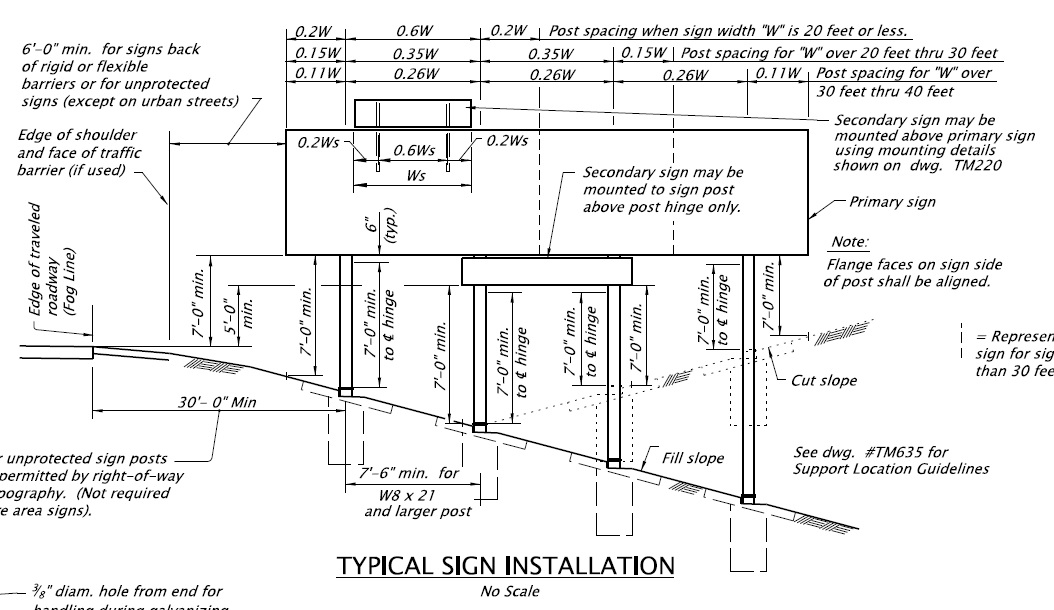 0.2W 0.6W 0.2W Post spacing when sign width "W" is 20 feet or less.
0.15W 0.35W 0.35W 0.15W Post spacing for "W" over 20 feet thru 30 feet
0.11W 0.26W 0.26W 0.26W 0.11W Post spacing for "W" over
30 feet thru 40 feet
6'-0" min. for signs back
of rigid or flexible
barriers or for unprotected
signs (except on urban streets)
Edge of shoulder
and face of traffic
barrier (if used)
Edge of traveled
roadway
(Fog Line)
0.2Ws
0.6Ws
0.2Ws
Ws
Secondary sign may be
mounted above primary sign
using mounting details
shown on dwg. TM220
Secondary sign may be
mounted to sign post
above post hinge only.
Primary sign
6"
(typ.)
Note:
Flange faces on sign side
of post shall be aligned.
7'-0" min.
5'-0"
min.
7'-0" min.
7'-0" min.
to ℄ hinge
7'-0" min.
7'-0" min.
to ℄ hinge
7'-0" min.
to ℄ hinge
7'-0" min.
7'-0" min.
to ℄ hinge
7'-0" min.
= Represen
sign for sig
than 30 fee
Cut slope
30'- 0" Min
unprotected sign posts
permitted by right-of-way
pography. (Not required
e area signs).
7'-6" min. for
W8 x 21
and larger post
Fill slope
See dwg. #TM635 for
Support Location Guidelines
TYPICAL SIGN INSTALLATION
No Scale
3/8" diam. hole from end for
handling during galvanizing